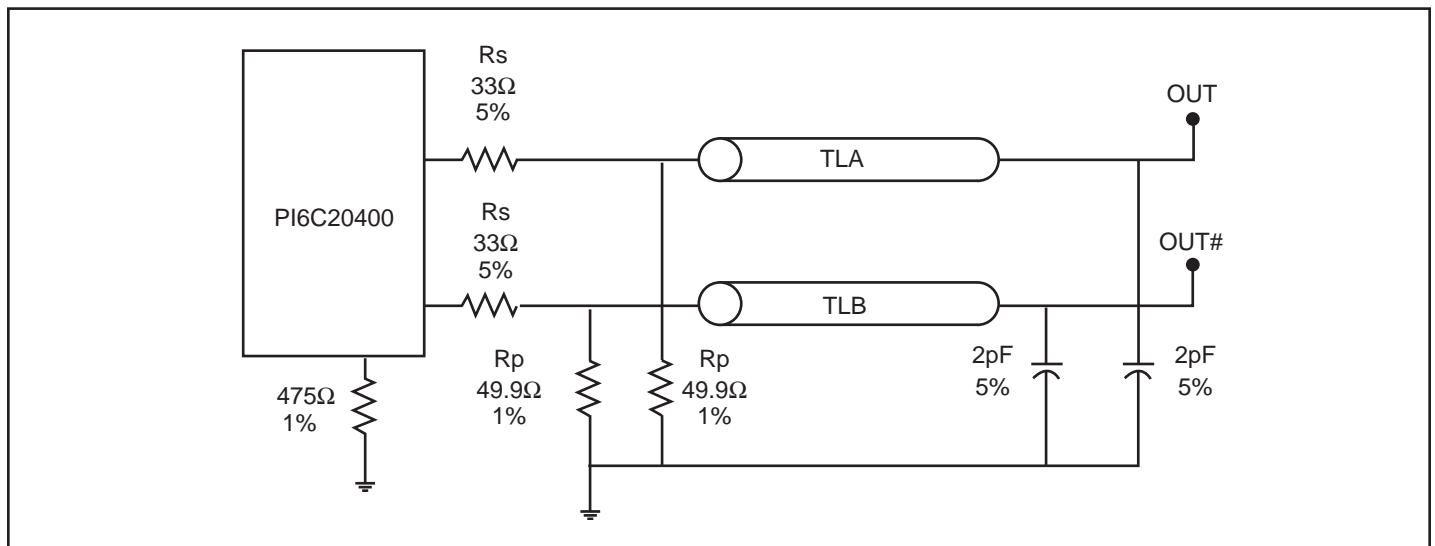 Rs
33Ω
5%
OUT
TLA
PI6C20400
Rs
33Ω
5%
OUT#
TLB
475Ω
1%
Rp
49.9Ω
1%
Rp
49.9Ω
1%
2pF
5%
2pF
5%